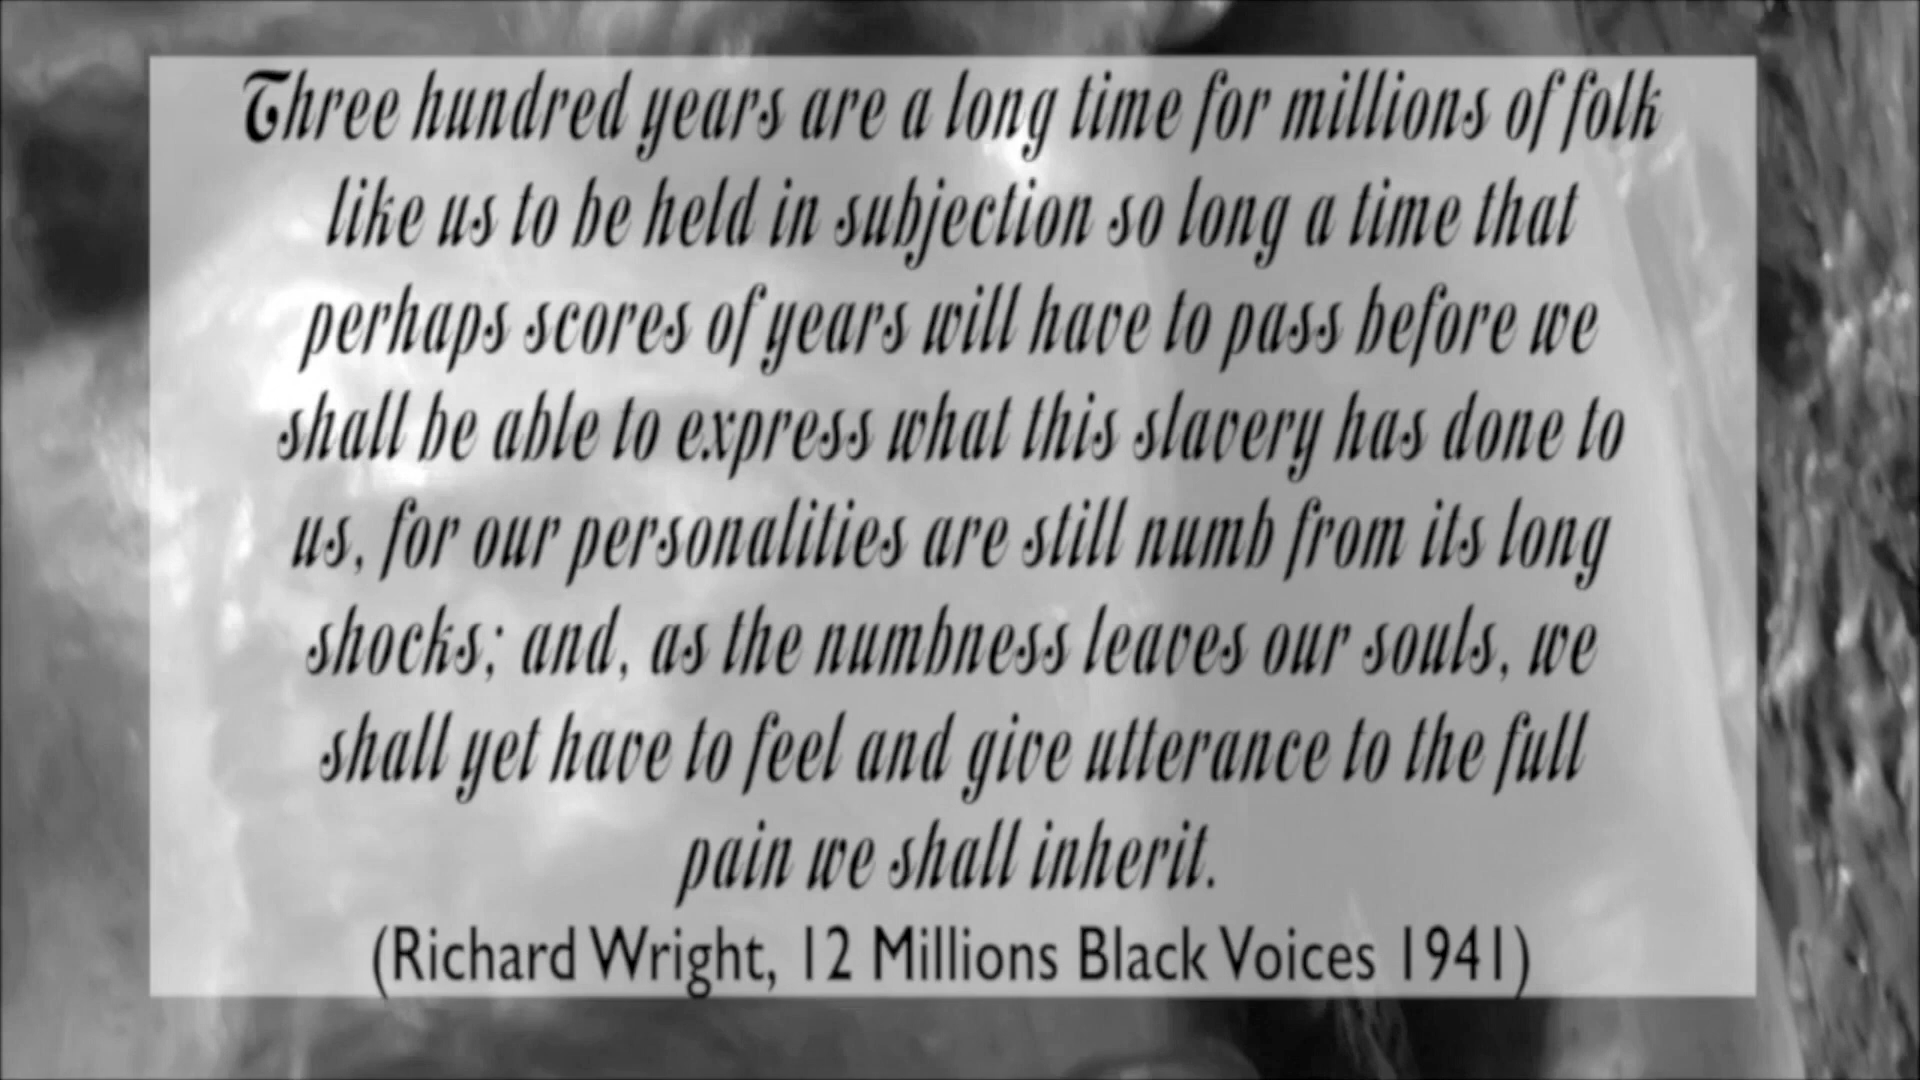 Three hundred years are a long time for millions of folk
like us to be held in subjection so long a time that
perhaps scores of years will have to pass before we
shall be able to express what this slavery has done to
us, for our personalities are still numb from its long
shocks; and, as the numbness leaves our souls, we
shall yet have to feel and give utterance to the full
pain we shall inherit.
(Richard Wright, 12 Millions Black Voices 1941)